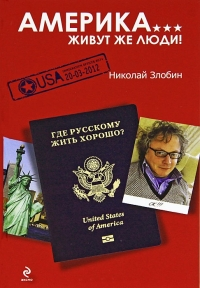 АМЕРИКА...
ЖИВУТ ЖЕ ЛЮДИ!
USA
20-03-2012
Николай Злобин
ГДЕ РУССКОМУ
ЖИТЬ ХОРОШО?
United States
of America